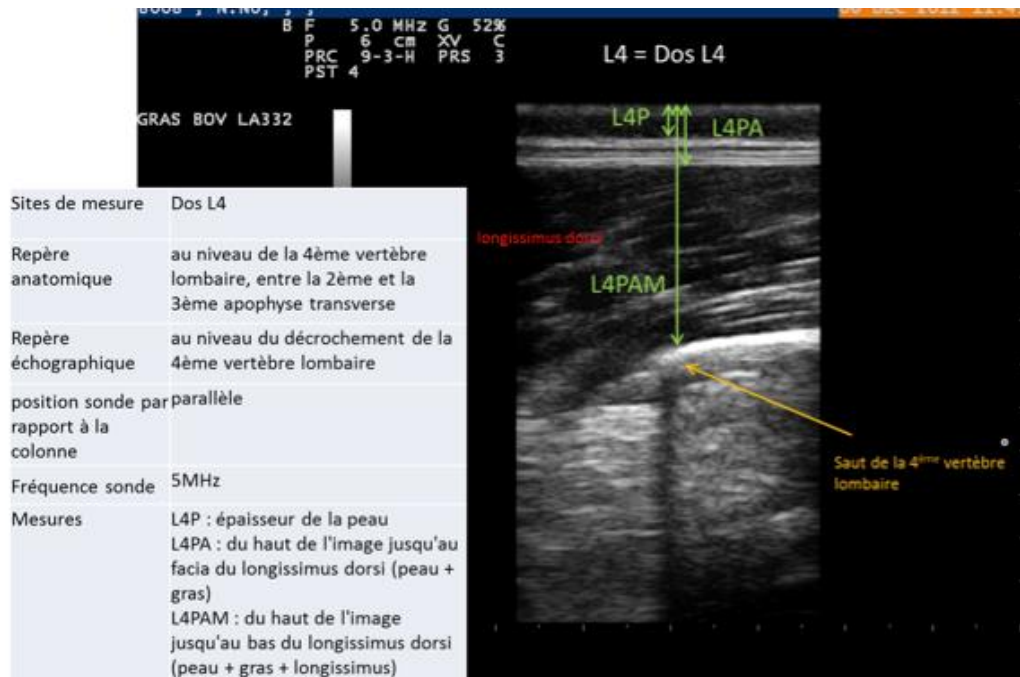 B F 5.0 MHz G 52%
P 6 cm XV C
PRC 9-3-H PRS 3
PST 4
L4 = Dos L4
GRAS BOV LA332
L4P
L4PA
longissimus dorsi
L4PAM
Saut de la 4ème vertèbre
lombaire
Sites de mesure Dos L4
Repère
anatomique
au niveau de la 4ème vertèbre
lombaire, entre la 2ème et la
3ème apophyse transverse
Repère
échographique
au niveau du décrochement de la
4ème vertèbre lombaire
position sonde par
rapport à la
colonne
parallèle
Fréquence sonde 5MHz
Mesures
L4P : épaisseur de la peau
L4PA : du haut de l'image jusqu'au
facia du longissimus dorsi (peau +
gras)
L4PAM : du haut de l'image
jusqu'au bas du longissimus dorsi
(peau + gras + longissimus)